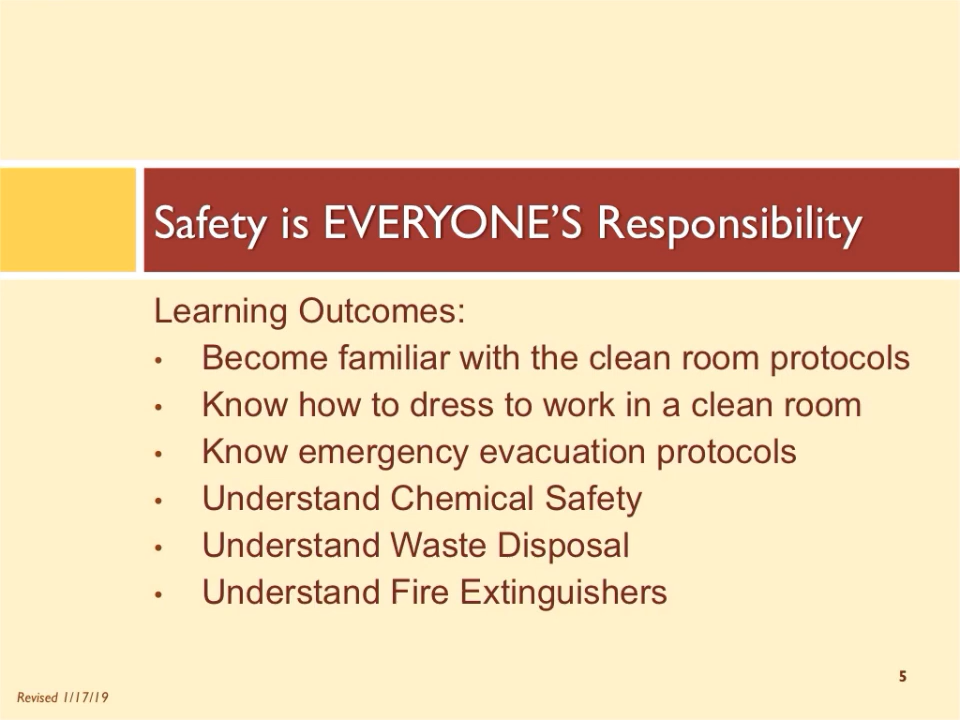 Safety is EVERYONE’S Responsibility
Learning Outcomes:
• Become familiar with the clean room protocols
• Know how to dress to work in a clean room
• Know emergency evacuation protocols
• Understand Chemical Safety
• Understand Waste Disposal
• Understand Fire Extinguishers
5
Revised 1/17/19